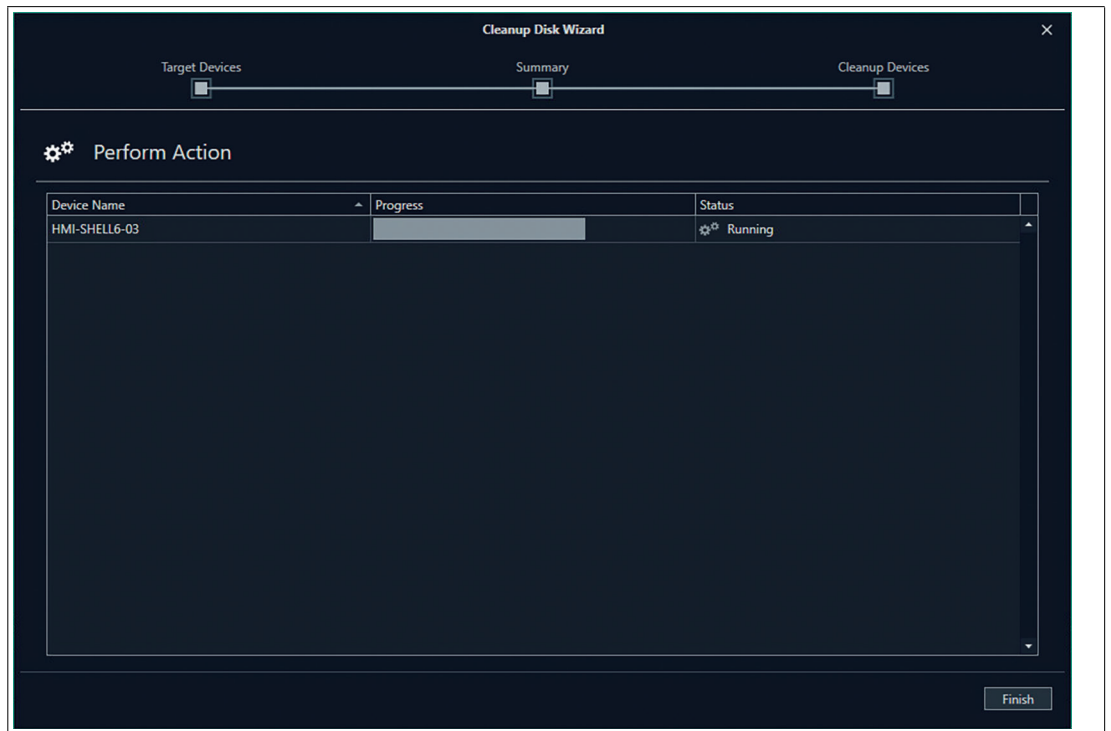 Cleanup Disk Wizard
Target Devices Summary Cleanup Devices
Perform Action
Device Name Progress Status
HMI-SHELL6-03 Running
Finish